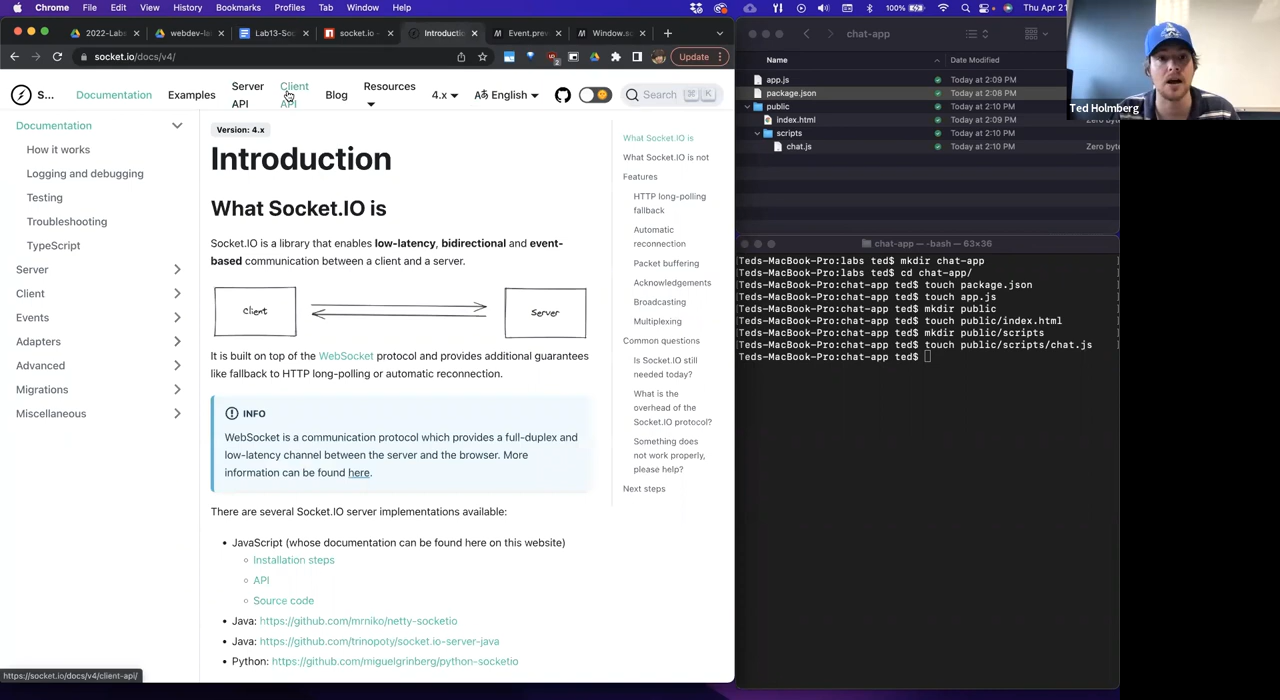 Chrome File Edit View History Bookmarks Profiles Tab Window Help
100% Thu Apr 21
2022-Labs
webdev-la
Lab13-Soc
socket.io -
Introductio
Event.prev
Window.sc
socket.io/docs/v4/
Update
S...
Documentation
Examples
Server API
Client API
Blog
Resources
4.x
English
Search ⌘ K
Documentation
How it works
Logging and debugging
Testing
Troubleshooting
TypeScript
Server
Client
Events
Adapters
Advanced
Migrations
Miscellaneous
Version: 4.x
Introduction
What Socket.IO is
Socket.IO is a library that enables low-latency, bidirectional and event-
based communication between a client and a server.
client
Server
It is built on top of the WebSocket protocol and provides additional guarantees
like fallback to HTTP long-polling or automatic reconnection.
INFO
WebSocket is a communication protocol which provides a full-duplex and
low-latency channel between the server and the browser. More
information can be found here.
There are several Socket.IO server implementations available:
• JavaScript (whose documentation can be found here on this website)
Installation steps
API
Source code
• Java: https://github.com/mrniko/netty-socketio
• Java: https://github.com/trinopoty/socket.io-server-java
• Python: https://github.com/miguelgrinberg/python-socketio
https://socket.io/docs/v4/client-api/
What Socket.IO is
What Socket.IO is not
Features
HTTP long-polling
fallback
Automatic
reconnection
Packet buffering
Acknowledgements
Broadcasting
Multiplexing
Common questions
Is Socket.IO still
needed today?
What is the
overhead of the
Socket.IO protocol?
Something does
not work properly,
please help?
Next steps
chat-app
Name Date Modified
app.js Today at 2:09 PM
package.json Today at 2:08 PM
public Today at 2:10 PM
index.html Today at 2:09 PM Zero byte
scripts Today at 2:10 PM
chat.js Today at 2:10 PM Zero byte
Ted Holmberg
chat-app — -bash — 63×36
Teds-MacBook-Pro:labs ted$ mkdir chat-app
Teds-MacBook-Pro:labs ted$ cd chat-app/
Teds-MacBook-Pro:chat-app ted$ touch package.json
Teds-MacBook-Pro:chat-app ted$ touch app.js
Teds-MacBook-Pro:chat-app ted$ mkdir public
Teds-MacBook-Pro:chat-app ted$ touch public/index.html
Teds-MacBook-Pro:chat-app ted$ mkdir public/scripts
Teds-MacBook-Pro:chat-app ted$ touch public/scripts/chat.js
Teds-MacBook-Pro:chat-app ted$